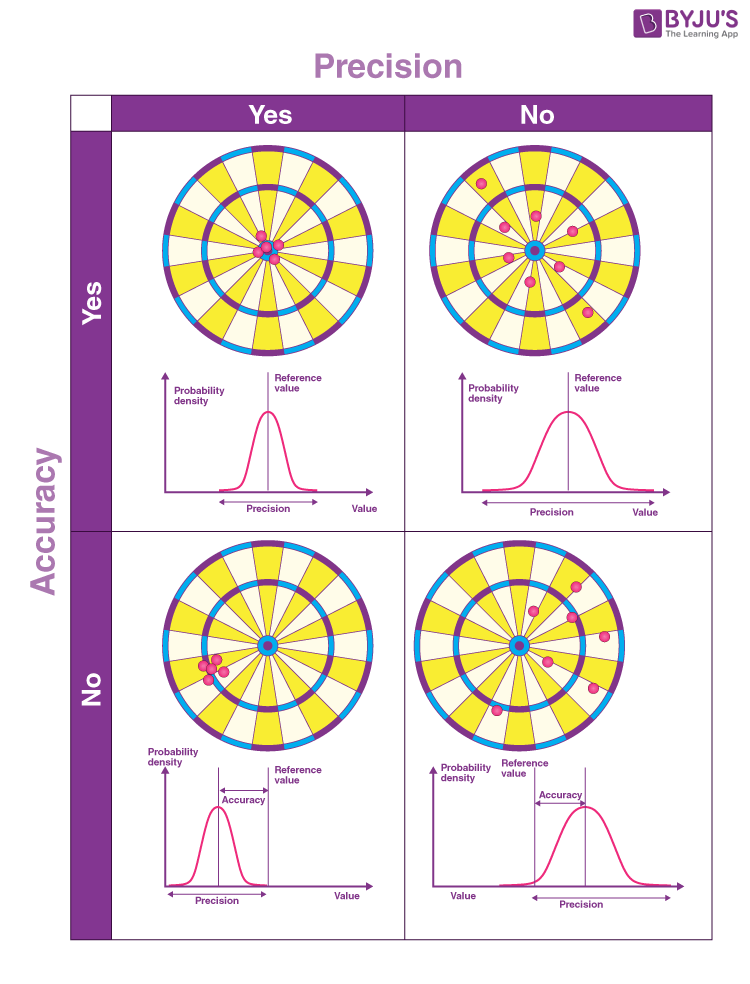 BYJU'S
The Learning App
Precision
Yes
No
Accuracy
Yes
Probability
density
Reference
value
Precision
Value
Probability
density
Reference
value
Precision
Value
No
Probability
density
Reference
value
Accuracy
Precision
Value
Probability
density
Reference
value
Accuracy
Value
Precision